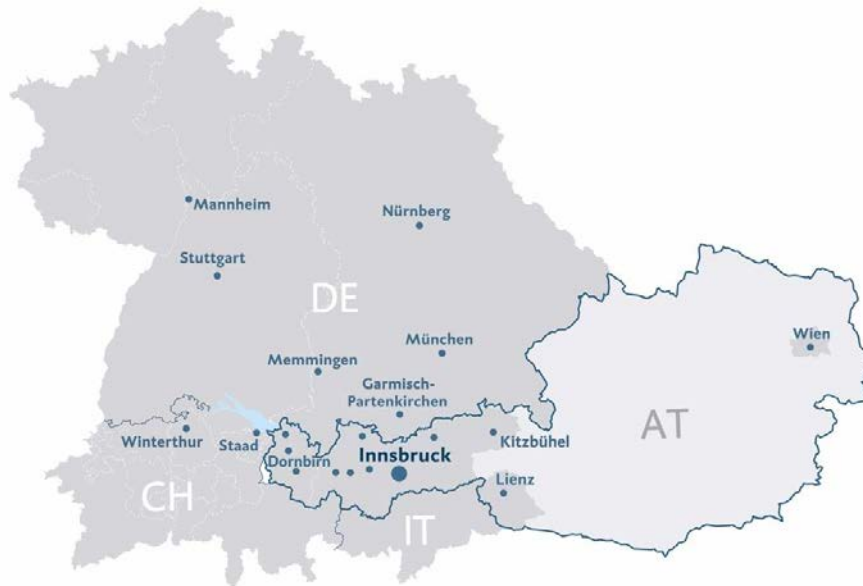 Mannheim
Nürnberg
Stuttgart
DE
München
Wien
Memmingen
Garmisch-
Partenkirchen
AT
Winterthur
Staad
Kitzbühel
Dornbirn
Innsbruck
Lienz
CH
IT